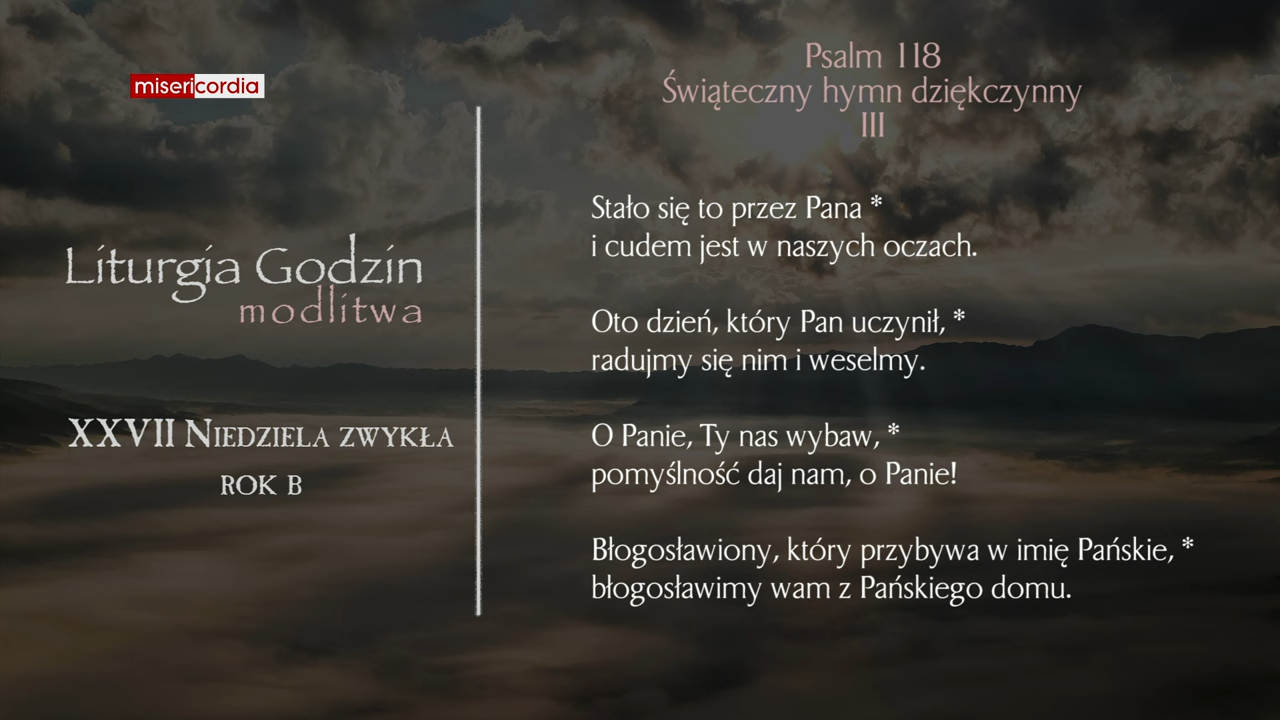 misericordia
Liturgia Godzin
modlitwa
XXVII Niedziela zwykła
rok B
Psalm 118
Świąteczny hymn dziękczynny
III
Stało się to przez Pana *
i cudem jest w naszych oczach.
Oto dzień, który Pan uczynił, *
radujmy się nim i weselmy.
O Panie, Ty nas wybaw, *
pomyślność daj nam, o Panie!
Błogosławiony, który przybywa w imię Pańskie, *
błogosławimy wam z Pańskiego domu.